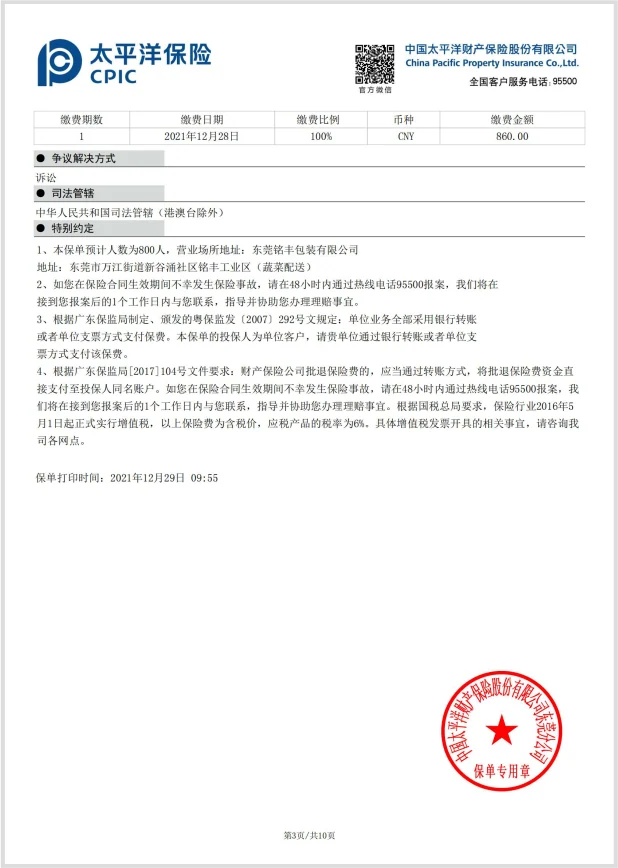 太平洋保险
CPIC
官方微信
中国太平洋财产保险股份有限公司
China Pacific Property Insurance Co.,Ltd.
全国客户服务电话: 95500
缴费期数 缴费日期 缴费比例 币种 缴费金额
1 2021年12月28日 100% CNY 860.00
● 争议解决方式
诉讼
● 司法管辖
中华人民共和国司法管辖（港澳台除外）
● 特别约定
1、本保单预计人数为800人，营业场所地址：东莞铭丰包装有限公司
地址：东莞市万江街道新谷涌社区铭丰工业区（蔬菜配送）
2、如您在保险合同生效期间不幸发生保险事故，请在48小时内通过热线电话95500报案，我们将在
接到您报案后的1个工作日内与您联系，指导并协助您办理理赔事宜。
3、根据广东保监局制定、颁发的粤保监发〔2007〕292号文规定：单位业务全部采用银行转账
或者单位支票方式支付保费。本保单的投保人为单位客户，请贵单位通过银行转账或者单位支
票方式支付该保费。
4、根据广东保监局[2017]104号文件要求：财产保险公司批退保险费的，应当通过转账方式，将批退保险费资金直
接支付至投保人同名账户。如您在保险合同生效期间不幸发生保险事故，请在48小时内通过热线电话95500报案，我
们将在接到您报案后的1个工作日内与您联系，指导并协助您办理理赔事宜。根据国税总局要求，保险行业2016年5
月1日起正式实行增值税，以上保险费为含税价，应税产品的税率为6%。具体增值税发票开具的相关事宜，请咨询我
司各网点。
保单打印时间：2021年12月29日 09:55
中国太平洋财产保险股份有限公司东莞分公司
保单专用章
第3页/共10页